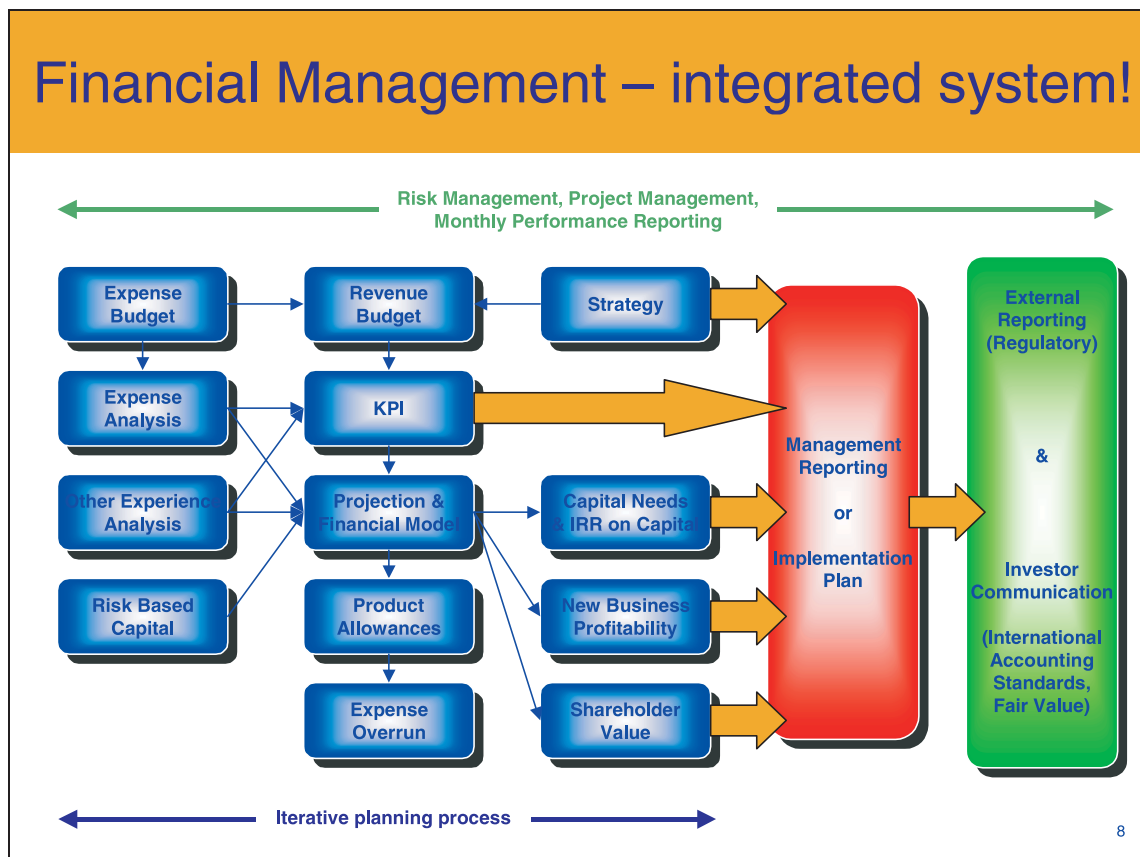 Financial Management – integrated system!
Risk Management, Project Management,
Monthly Performance Reporting
Expense
Budget
Revenue
Budget
Strategy
Expense
Analysis
KPI
Other Experience
Analysis
Projection &
Financial Model
Capital Needs
& IRR on Capital
Risk Based
Capital
Product
Allowances
New Business
Profitability
Expense
Overrun
Shareholder
Value
Management
Reporting
or
Implementation
Plan
External
Reporting
(Regulatory)
&
Investor
Communication
(International
Accounting
Standards,
Fair Value)
Iterative planning process
8